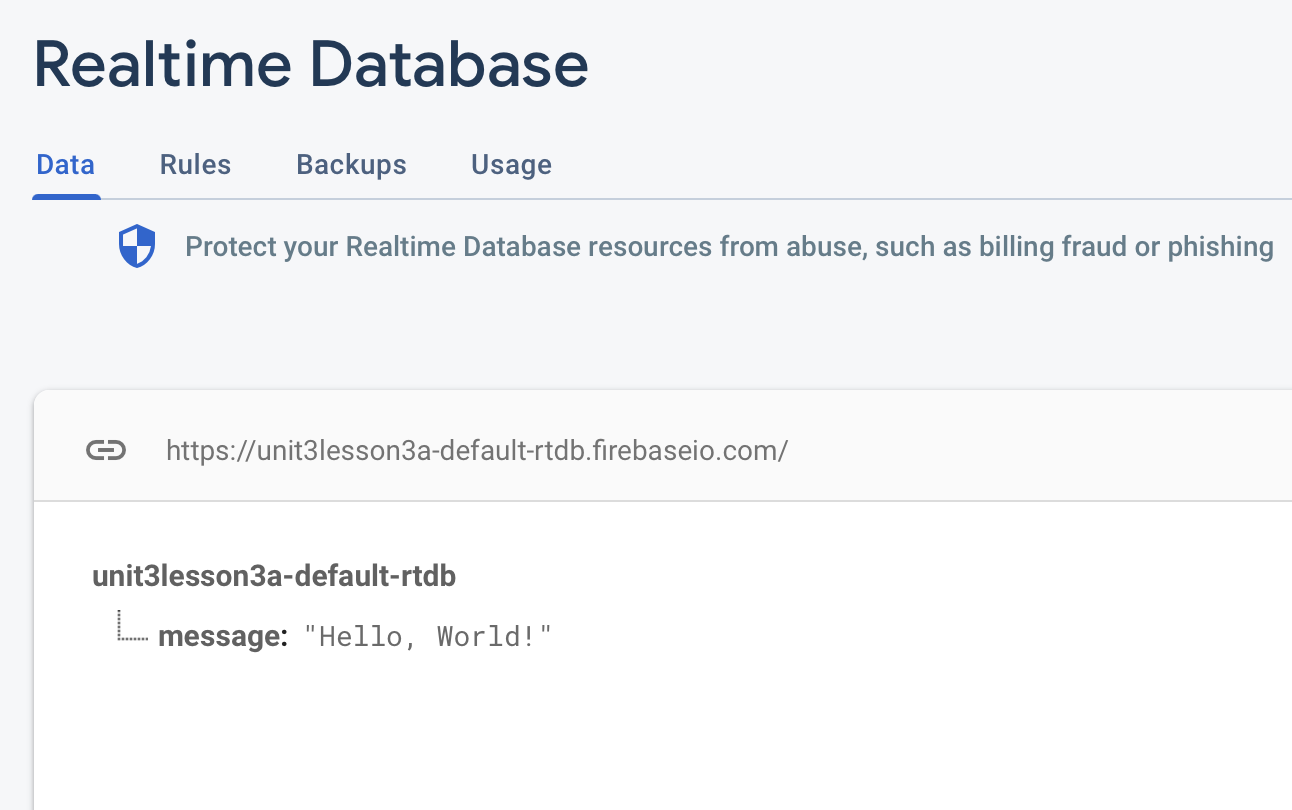 Realtime Database
Data Rules Backups Usage
Protect your Realtime Database resources from abuse, such as billing fraud or phishing
https://unit3lesson3a-default-rtdb.firebaseio.com/
unit3lesson3a-default-rtdb
message: "Hello, World!"